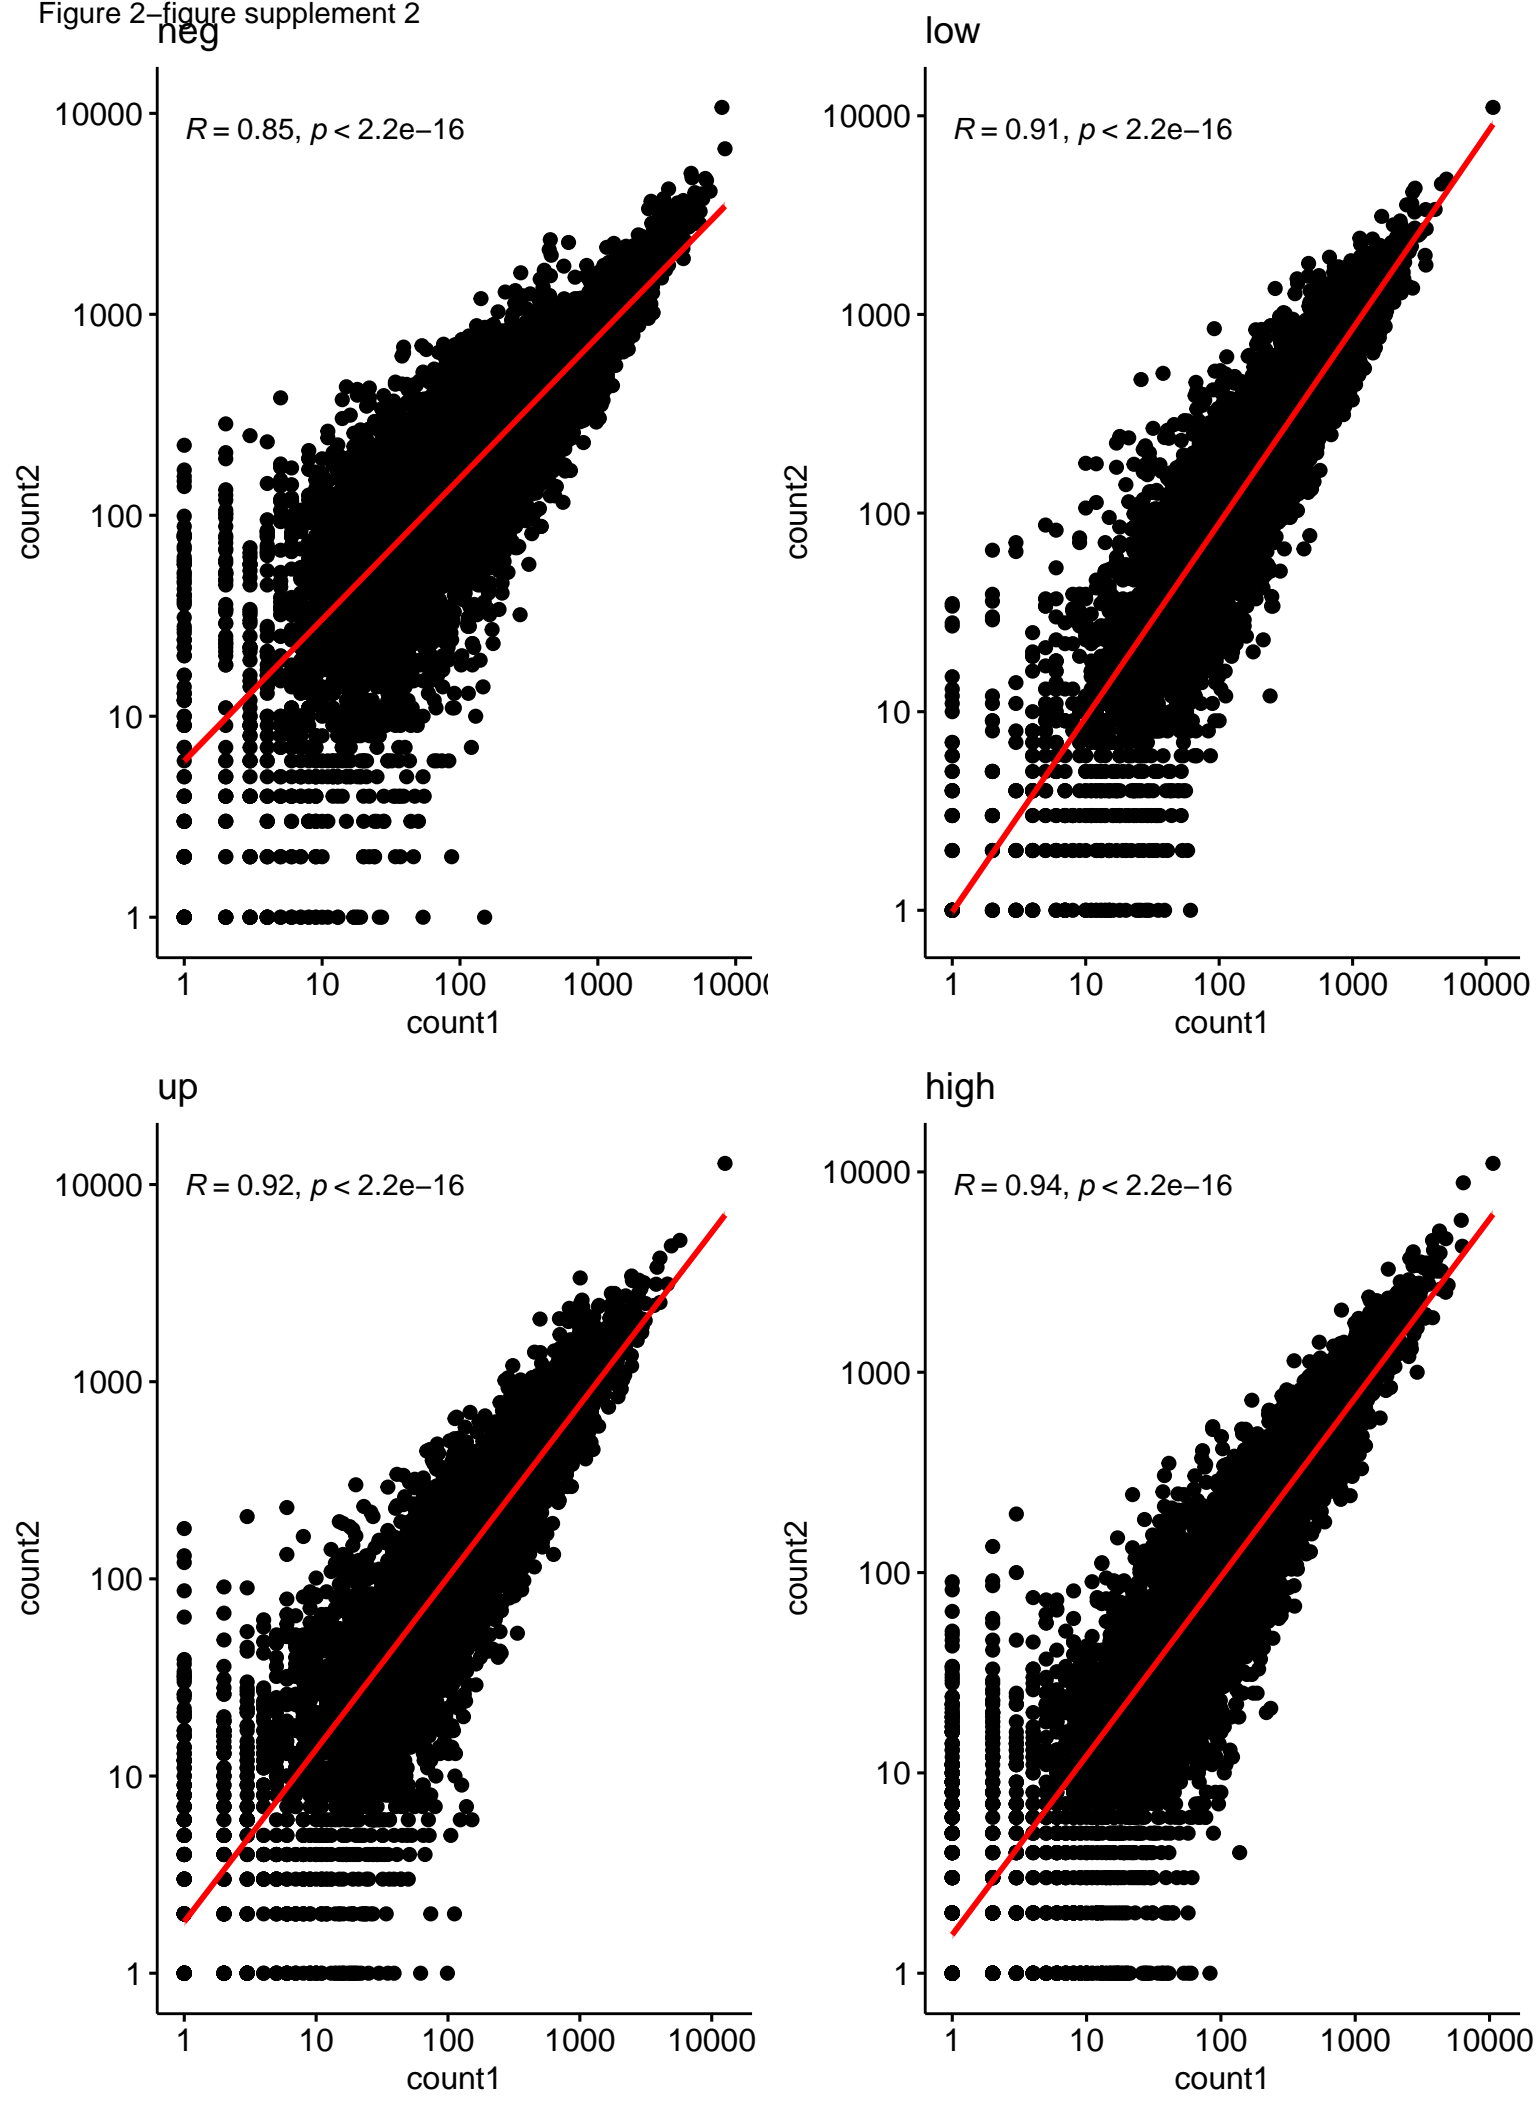 Figure 2–figure supplement 2
neg
10000
1000
100
10
1
count2
R = 0.85, p < 2.2e−16
1
10
100
1000
10000
count1
low
10000
1000
100
10
1
count2
R = 0.91, p < 2.2e−16
1
10
100
1000
10000
count1
up
10000
1000
100
10
1
count2
R = 0.92, p < 2.2e−16
1
10
100
1000
10000
count1
high
10000
1000
100
10
1
count2
R = 0.94, p < 2.2e−16
1
10
100
1000
10000
count1